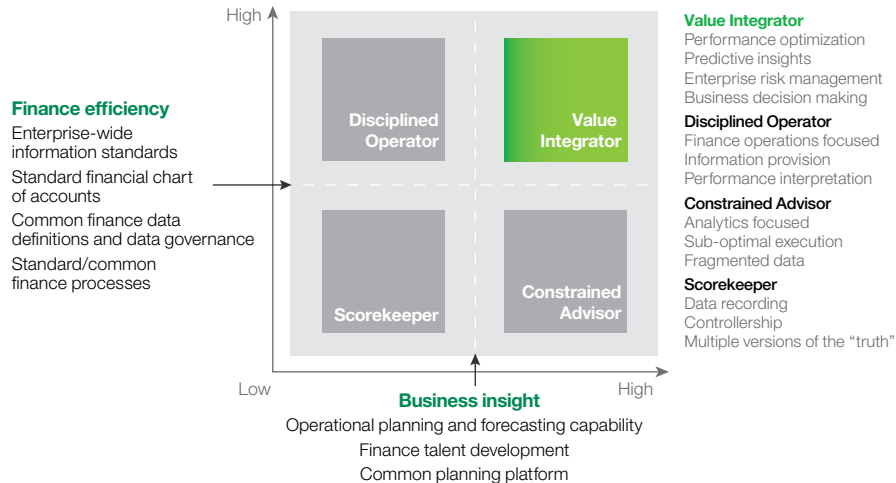 High
Finance efficiency
Enterprise-wide
information standards
Standard financial chart
of accounts
Common finance data
definitions and data governance
Standard/common
finance processes
Disciplined
Operator
Value
Integrator
Scorekeeper
Constrained
Advisor
Low
High
Business insight
Operational planning and forecasting capability
Finance talent development
Common planning platform
Value Integrator
Performance optimization
Predictive insights
Enterprise risk management
Business decision making
Disciplined Operator
Finance operations focused
Information provision
Performance interpretation
Constrained Advisor
Analytics focused
Sub-optimal execution
Fragmented data
Scorekeeper
Data recording
Controllership
Multiple versions of the “truth”